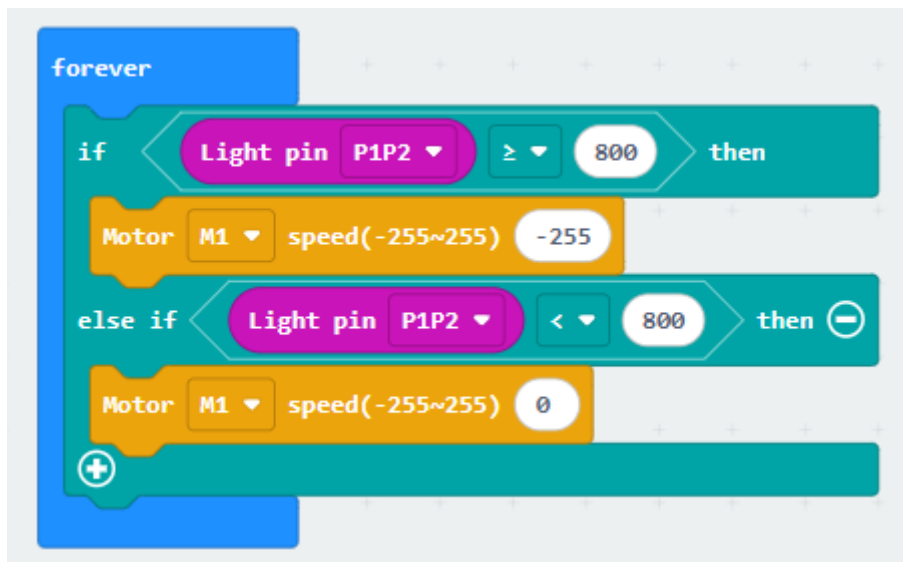 forever
if Light pin P1P2 ≥ 800 then
Motor M1 speed(-255~255) -255
else if Light pin P1P2 < 800 then
Motor M1 speed(-255~255) 0